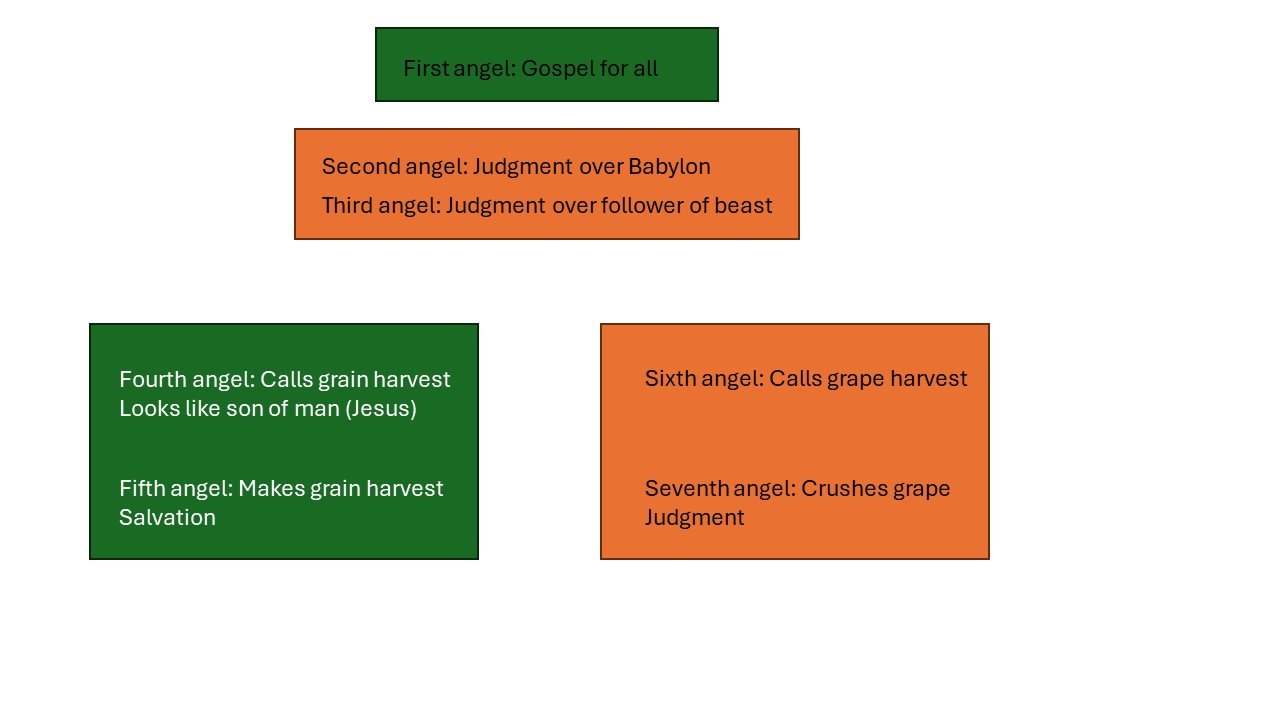 First angel: Gospel for all
Second angel: Judgment over Babylon
Third angel: Judgment over follower of beast
Fourth angel: Calls grain harvest
Looks like son of man (Jesus)
Fifth angel: Makes grain harvest
Salvation
Sixth angel: Calls grape harvest
Seventh angel: Crushes grape
Judgment